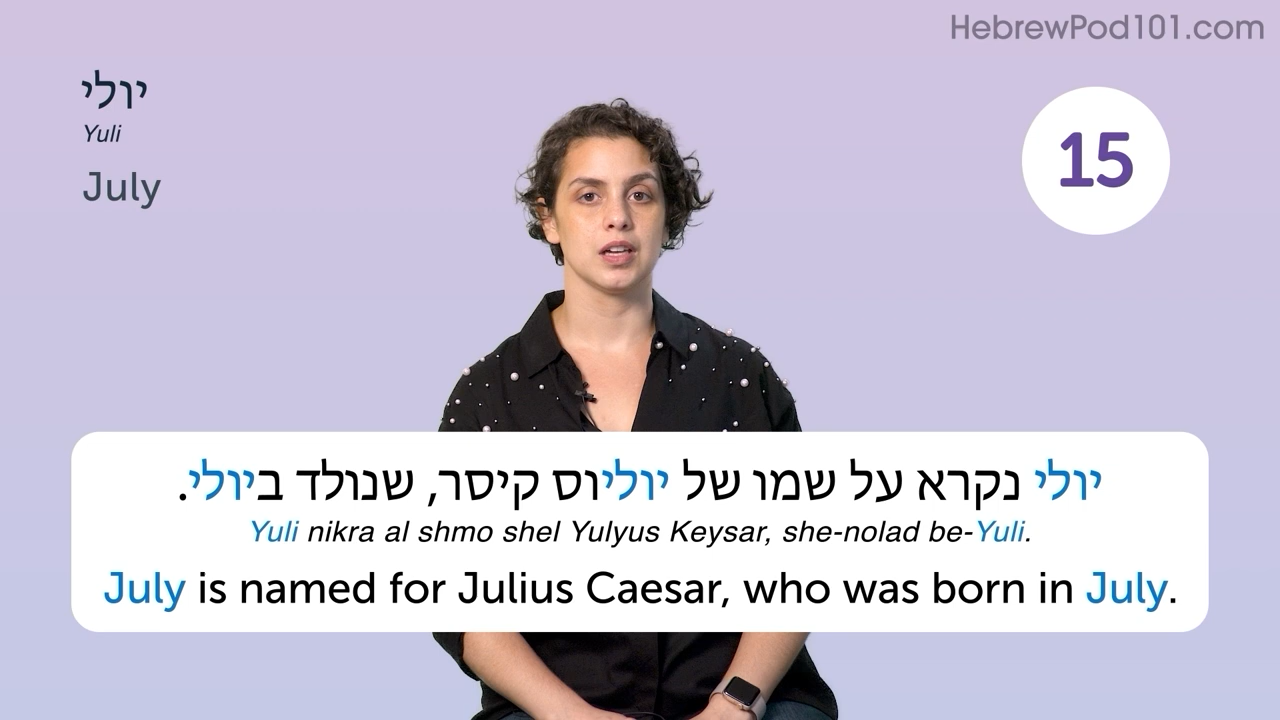 HebrewPod101.com
יולי
Yuli
July
15
יולי נקרא על שמו של יוליוס קיסר, שנולד ביולי.
Yuli nikra al shmo shel Yulyus Keysar, she-nolad be-Yuli.
July is named for Julius Caesar, who was born in July.